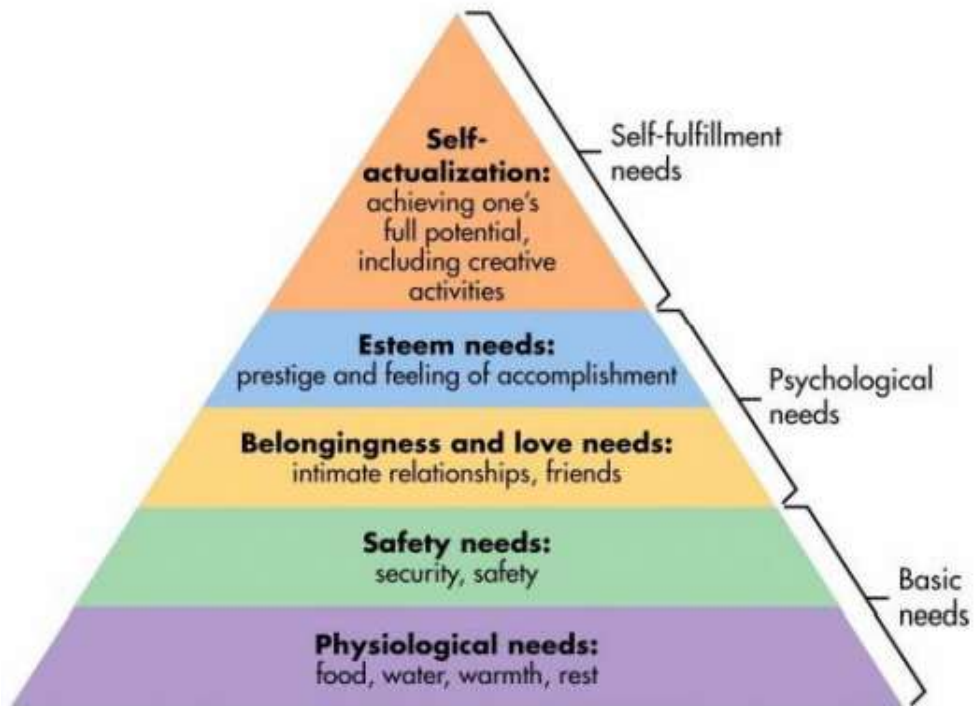 Self-
actualization:
achieving one's
full potential,
including creative
activities
Self-fulfillment
needs
Esteem needs:
prestige and feeling of accomplishment
Psychological
needs
Belongingness and love needs:
intimate relationships, friends
Safety needs:
security, safety
Basic
needs
Physiological needs:
food, water, warmth, rest